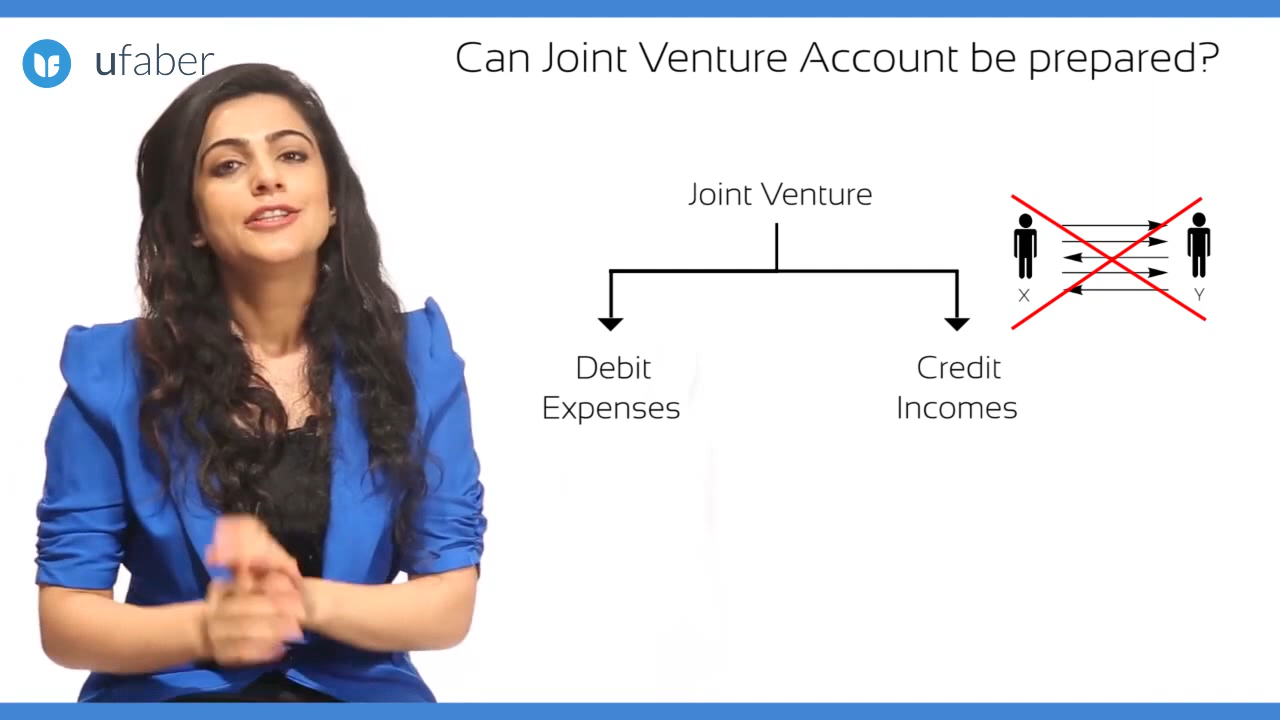 ufaber
Can Joint Venture Account be prepared?
Joint Venture
X
Y
Debit
Expenses
Credit
Incomes